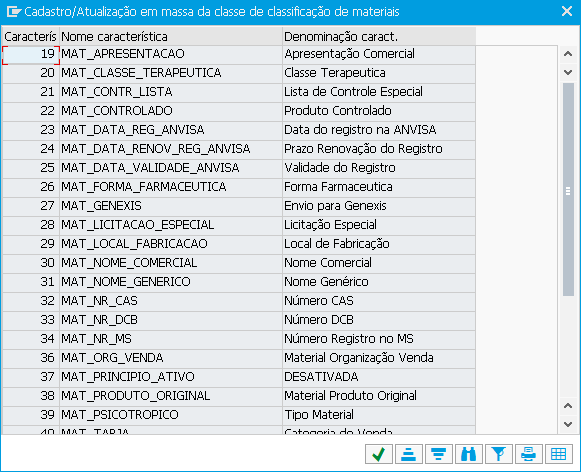 Cadastro/Atualização em massa da classe de classificação de materiais
Caracterís Nome característica Denominação caract.
19 MAT_APRESENTACAO Apresentação Comercial
20 MAT_CLASSE_TERAPEUTICA Classe Terapeutica
21 MAT_CONTR_LISTA Lista de Controle Especial
22 MAT_CONTROLADO Produto Controlado
23 MAT_DATA_REG_ANVISA Data do registro na ANVISA
24 MAT_DATA_RENOV_REG_ANVISA Prazo Renovação do Registro
25 MAT_DATA_VALIDADE_ANVISA Validade do Registro
26 MAT_FORMA_FARMACEUTICA Forma Farmaceutica
27 MAT_GENEXIS Envio para Genexis
28 MAT_LICITACAO_ESPECIAL Licitação Especial
29 MAT_LOCAL_FABRICACAO Local de Fabricação
30 MAT_NOME_COMERCIAL Nome Comercial
31 MAT_NOME_GENERICO Nome Genérico
32 MAT_NR_CAS Número CAS
33 MAT_NR_DCB Número DCB
34 MAT_NR_MS Número Registro no MS
36 MAT_ORG_VENDA Material Organização Venda
37 MAT_PRINCIPIO_ATIVO DESATIVADA
38 MAT_PRODUTO_ORIGINAL Material Produto Original
39 MAT_PSICOTROPICO Tipo Material
40 MAT_TARJA Categoria de Venda